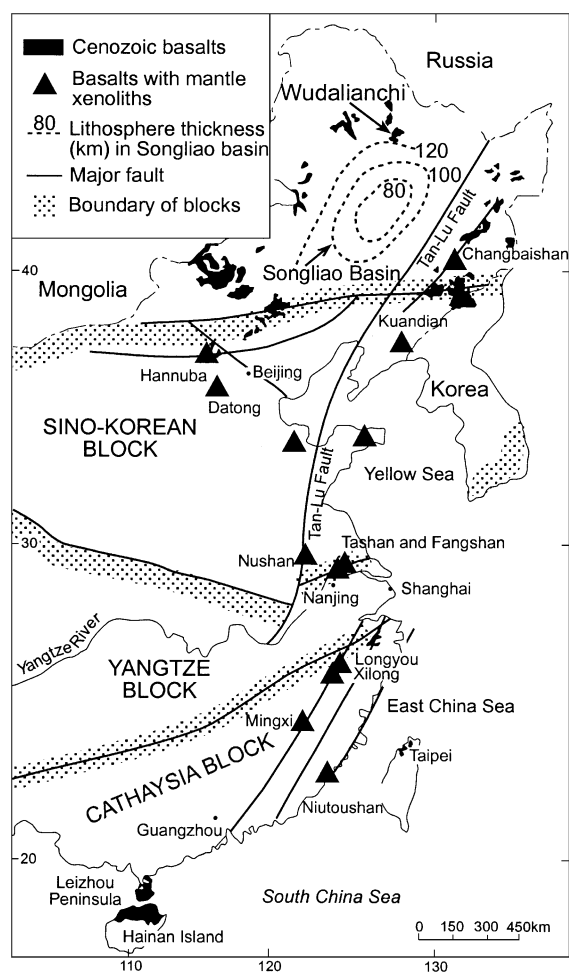 Cenozoic basalts
Basalts with mantle
xenoliths
80
Lithosphere thickness
(km) in Songliao basin
Major fault
Boundary of blocks
Russia
Wudalianchi
120
100
80
Tan-Lu Fault
Changbaishan
Songliao Basin
40
Mongolia
Kuandian
Hannuba
Beijing
Datong
Korea
SINO-KOREAN
BLOCK
Yellow Sea
Tan-Lu Fault
30
Nushan
Tashan and Fangshan
Nanjing
Shanghai
Yangtze River
YANGTZE
BLOCK
Longyou
Xilong
East China Sea
Mingxi
CATHAYSIA BLOCK
Taipei
Niutoushan
Guangzhou
20
Leizhou
Peninsula
South China Sea
Hainan Island
0 150 300 450km
110 120 130
130